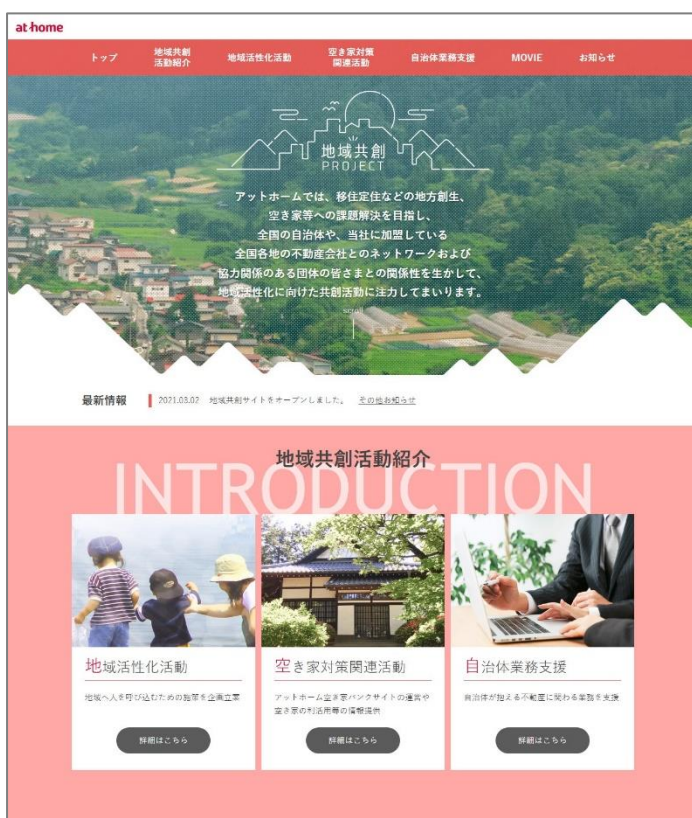 at home
トップ
地域共創
活動紹介
地域活性化活動
空き家対策
関連活動
自治体業務支援
MOVIE
お知らせ
地域共創
PROJECT
アットホームでは、移住定住などの地方創生、
空き家等への課題解決を目指し、
全国の自治体や、当社に加盟している
全国各地の不動産会社とのネットワークおよび
協力関係のある団体の皆さまとの関係性を生かして、
地域活性化に向けた共創活動に注力してまいります。
scroll
最新情報
2021.03.02 地域共創サイトをオープンしました。 その他お知らせ
INTRODUCTION
地域共創活動紹介
地域活性化活動
地域へ人を呼び込むための施策を企画立案
詳細はこちら
空き家対策関連活動
アットホーム空き家バンクサイトの運営や
空き家の利活用等の情報提供
詳細はこちら
自治体業務支援
自治体が抱える不動産に関わる業務を支援
詳細はこちら